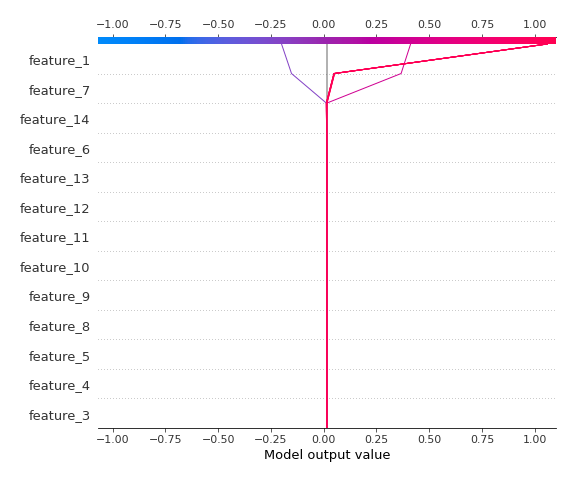 −1.00 −0.75 −0.50 −0.25 0.00 0.25 0.50 0.75 1.00
feature_1
feature_7
feature_14
feature_6
feature_13
feature_12
feature_11
feature_10
feature_9
feature_8
feature_5
feature_4
feature_3
−1.00 −0.75 −0.50 −0.25 0.00 0.25 0.50 0.75 1.00
Model output value